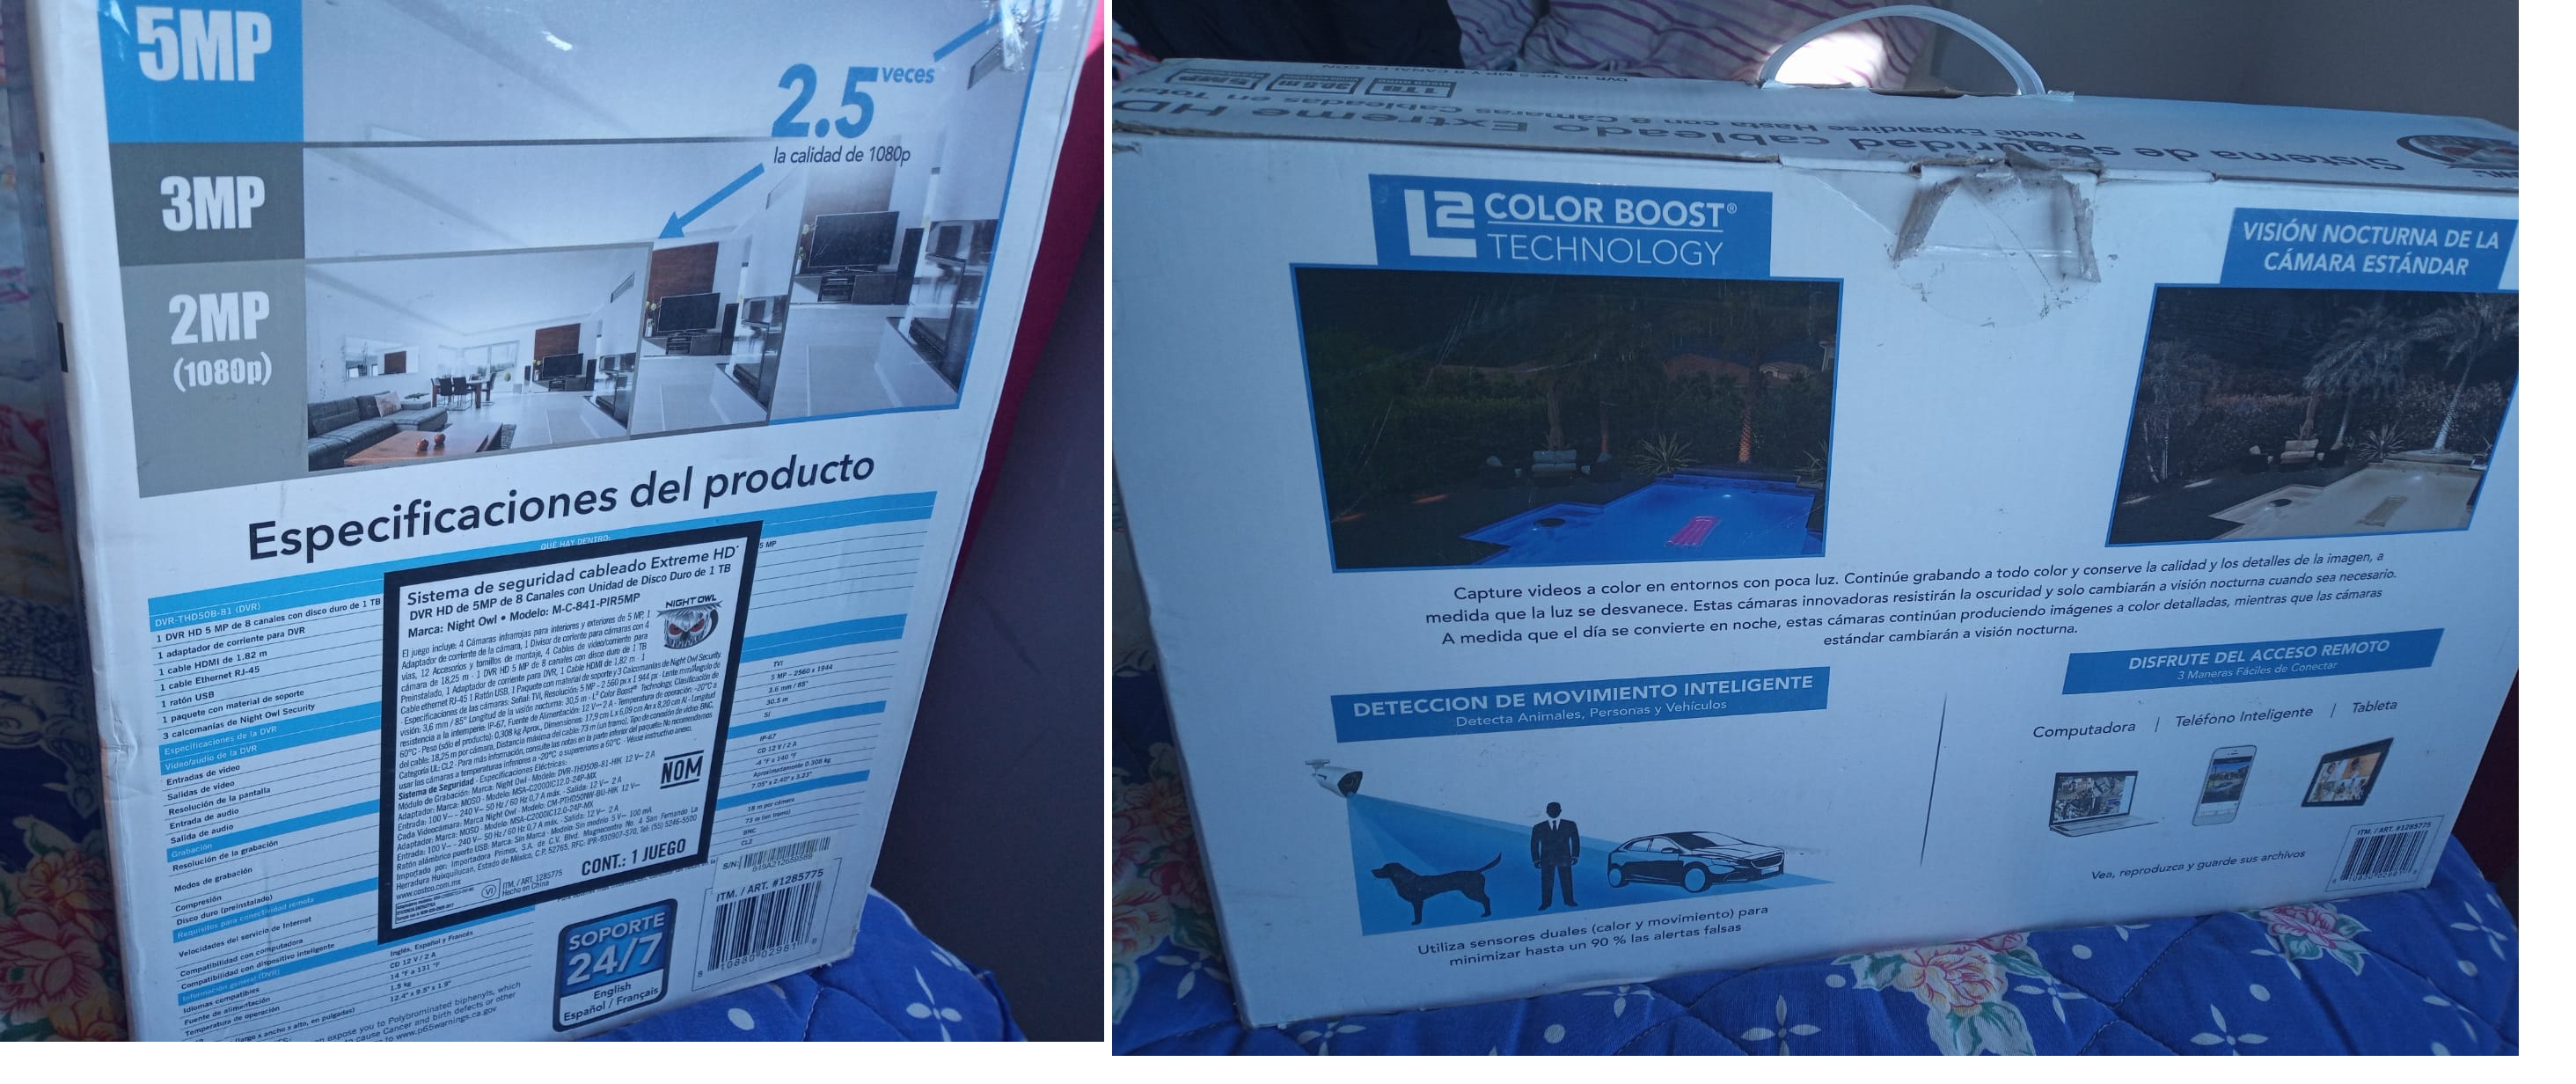 5MP
3MP
2MP
(1080p)
2.5 veces
la calidad de 1080p
Especificaciones del producto
QUÉ HAY DENTRO:
DVR-THD50B-81 (DVR)
1 DVR HD 5 MP de 8 canales con disco duro de 1 TB
1 adaptador de corriente para DVR
1 cable HDMI de 1.82 m
1 cable Ethernet RJ-45
1 ratón USB
1 paquete con material de soporte
3 calcomanías de Night Owl Security
Especificaciones de la DVR
Video/audio de la DVR
Entradas de video
Salidas de video
Resolución de la pantalla
Entrada de audio
Salida de audio
Grabación
Resolución de la grabación
Modos de grabación
Compresión
Disco duro (preinstalado)
Requisitos para conectividad remota
Velocidades del servicio de Internet
Compatibilidad con computadora
Compatibilidad con dispositivo inteligente
Información general (DVR)
Idiomas compatibles
Fuente de alimentación
Temperatura de operación
Inglés, Español y Francés
CD 12 V / 2 A
14 °F a 131 °F
1.5 kg
12.4" x 9.5" x 1.9"
Sistema de seguridad cableado Extreme HD
DVR HD de 5MP de 8 Canales con Unidad de Disco Duro de 1 TB
Marca: Night Owl • Modelo: M-C-841-PIR5MP
NIGHT OWL
El juego incluye: 4 Cámaras infrarrojas para interiores y exteriores de 5 MP, 1
Adaptador de corriente de la cámara, 1 Divisor de corriente para cámaras con 4
vías, 12 Accesorios y tornillos de montaje, 4 Cables de video/corriente para
cámara de 18,25 m · 1 DVR HD 5 MP de 8 canales con disco duro de 1 TB
Preinstalado, 1 Adaptador de corriente para DVR, 1 Cable HDMI de 1,82 m · 1
Cable ethernet RJ-45 1 Ratón USB, 1 Paquete con material de soporte y 3 Calcomanías de Night Owl Security.
· Especificaciones de las cámaras: Señal: TVI, Resolución: 5 MP - 2 560 px x 1 944 px · Lente mm/Ángulo de
visión: 3,6 mm / 85° Longitud de la visión nocturna: 30,5 m · L² Color Boost® Technology, Clasificación de
resistencia a la intemperie: IP-67, Fuente de Alimentación: 12 V⎓ 2 A · Temperatura de operación: -20°C a
60°C · Peso (sólo el producto): 0,308 kg Aprox., Dimensiones: 17,9 cm L x 6,09 cm An x 8,20 cm Al · Longitud
del cable: 18,25 m por cámara, Distancia máxima del cable: 73 m (un tramo), Tipo de conexión de video: BNC,
Categoría UL: CL2 · Para más información, consulte las notas en la parte inferior del paquete: No recomendamos
usar las cámaras a temperaturas inferiores a -20°C o superiores a 60°C · Véase instructivo anexo.
Sistema de Seguridad · Especificaciones Eléctricas:
Módulo de Grabación: Marca: Night Owl · Modelo: DVR-THD50B-81-HIK 12 V⎓ 2 A
Adaptador: Marca: MOSO · Modelo: MSA-C2000IC12.0-24P-MX
Entrada: 100 V~ - 240 V~ 50 Hz / 60 Hz 0,7 A máx. · Salida: 12 V⎓ 2 A
Cada Videocámara: Marca Night Owl · Modelo: CM-PTHD50NW-BU-HIK 12 V⎓
Adaptador: Marca: MOSO · Modelo: MSA-C2000IC12.0-24P-MX
Entrada: 100 V~ - 240 V~ 50 Hz / 60 Hz 0,7 A máx. · Salida: 12 V⎓ 2 A
Ratón alámbrico puerto USB: Marca: Sin Marca · Modelo: Sin modelo 5 V⎓ 100 mA
Importado por: Importadora Primex, S.A. de C.V. Blvd. Magnocentro No. 4 San Fernando La
Herradura Huixquilucan, Estado de México, C.P. 52765. RFC: IPR-930907-S70, Tel: (55) 5246-5500
www.costco.com.mx
ITM. / ART. 1285775
Hecho en China
CONT.: 1 JUEGO
NOM
5 MP
TVI
5 MP – 2560 x 1944
3.6 mm / 85°
30.5 m
Sí
IP-67
CD 12 V / 2 A
-4 °F a 140 °F
Aproximadamente 0.308 kg
7.05" x 2.40" x 3.23"
18 m por cámara
73 m (un tramo)
BNC
CL2
S/N:
SOPORTE
24/7
English
Español / Français
ITM. / ART. #1285775
8 10880 02981 8
expose you to Polybrominated biphenyls, which
to cause Cancer and birth defects or other
to www.p65warnings.ca.gov
Sistema de seguridad cableado Extreme HD
Puede Expandirse Hasta con 8 Cámaras Cableadas en Total
1TB
5MP
L2 COLOR BOOST®
TECHNOLOGY
VISIÓN NOCTURNA DE LA
CÁMARA ESTÁNDAR
Capture videos a color en entornos con poca luz. Continúe grabando a todo color y conserve la calidad y los detalles de la imagen, a
medida que la luz se desvanece. Estas cámaras innovadoras resistirán la oscuridad y solo cambiarán a visión nocturna cuando sea necesario.
A medida que el día se convierte en noche, estas cámaras continúan produciendo imágenes a color detalladas, mientras que las cámaras
estándar cambiarán a visión nocturna.
DETECCION DE MOVIMIENTO INTELIGENTE
Detecta Animales, Personas y Vehículos
Utiliza sensores duales (calor y movimiento) para
minimizar hasta un 90 % las alertas falsas
DISFRUTE DEL ACCESO REMOTO
3 Maneras Fáciles de Conectar
Computadora | Teléfono Inteligente | Tableta
Vea, reproduzca y guarde sus archivos
ITM. / ART. #1285775